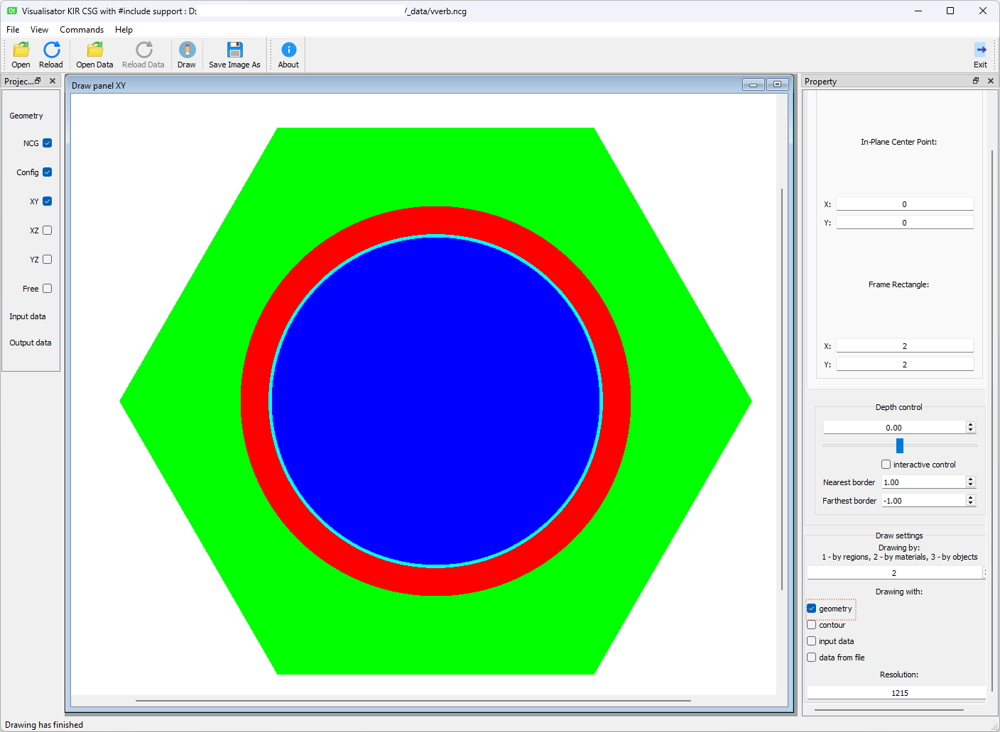 Visualisator KIR CSG with #include support : D: /_data/vverb.ncg
File View Commands Help
Open Reload Open Data Reload Data Draw Save Image As About Exit
Projec...
Geometry
NCG
Config
XY
XZ
YZ
Free
Input data
Output data
Draw panel XY
Property
In-Plane Center Point:
X: 0
Y: 0
Frame Rectangle:
X: 2
Y: 2
Depth control
0.00
interactive control
Nearest border 1.00
Farthest border -1.00
Draw settings
Drawing by:
1 - by regions, 2 - by materials, 3 - by objects
2
Drawing with:
geometry
contour
input data
data from file
Resolution:
1215
Drawing has finished